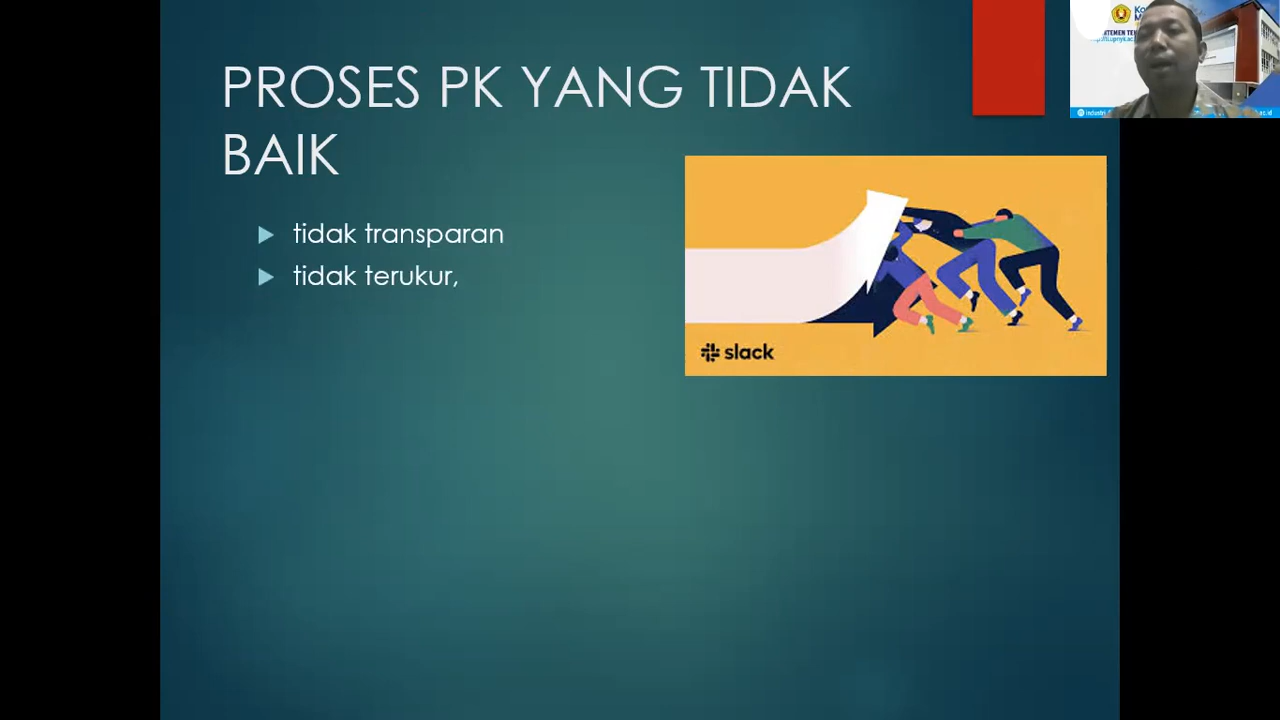 PROSES PK YANG TIDAK
BAIK
tidak transparan
tidak terukur,
slack